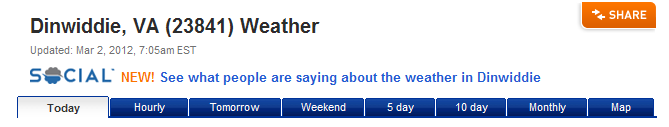 Dinwiddie, VA (23841) Weather
SHARE
Updated: Mar 2, 2012, 7:05am EST
SOCIAL NEW! See what people are saying about the weather in Dinwiddie
Today Hourly Tomorrow Weekend 5 day 10 day Monthly Map